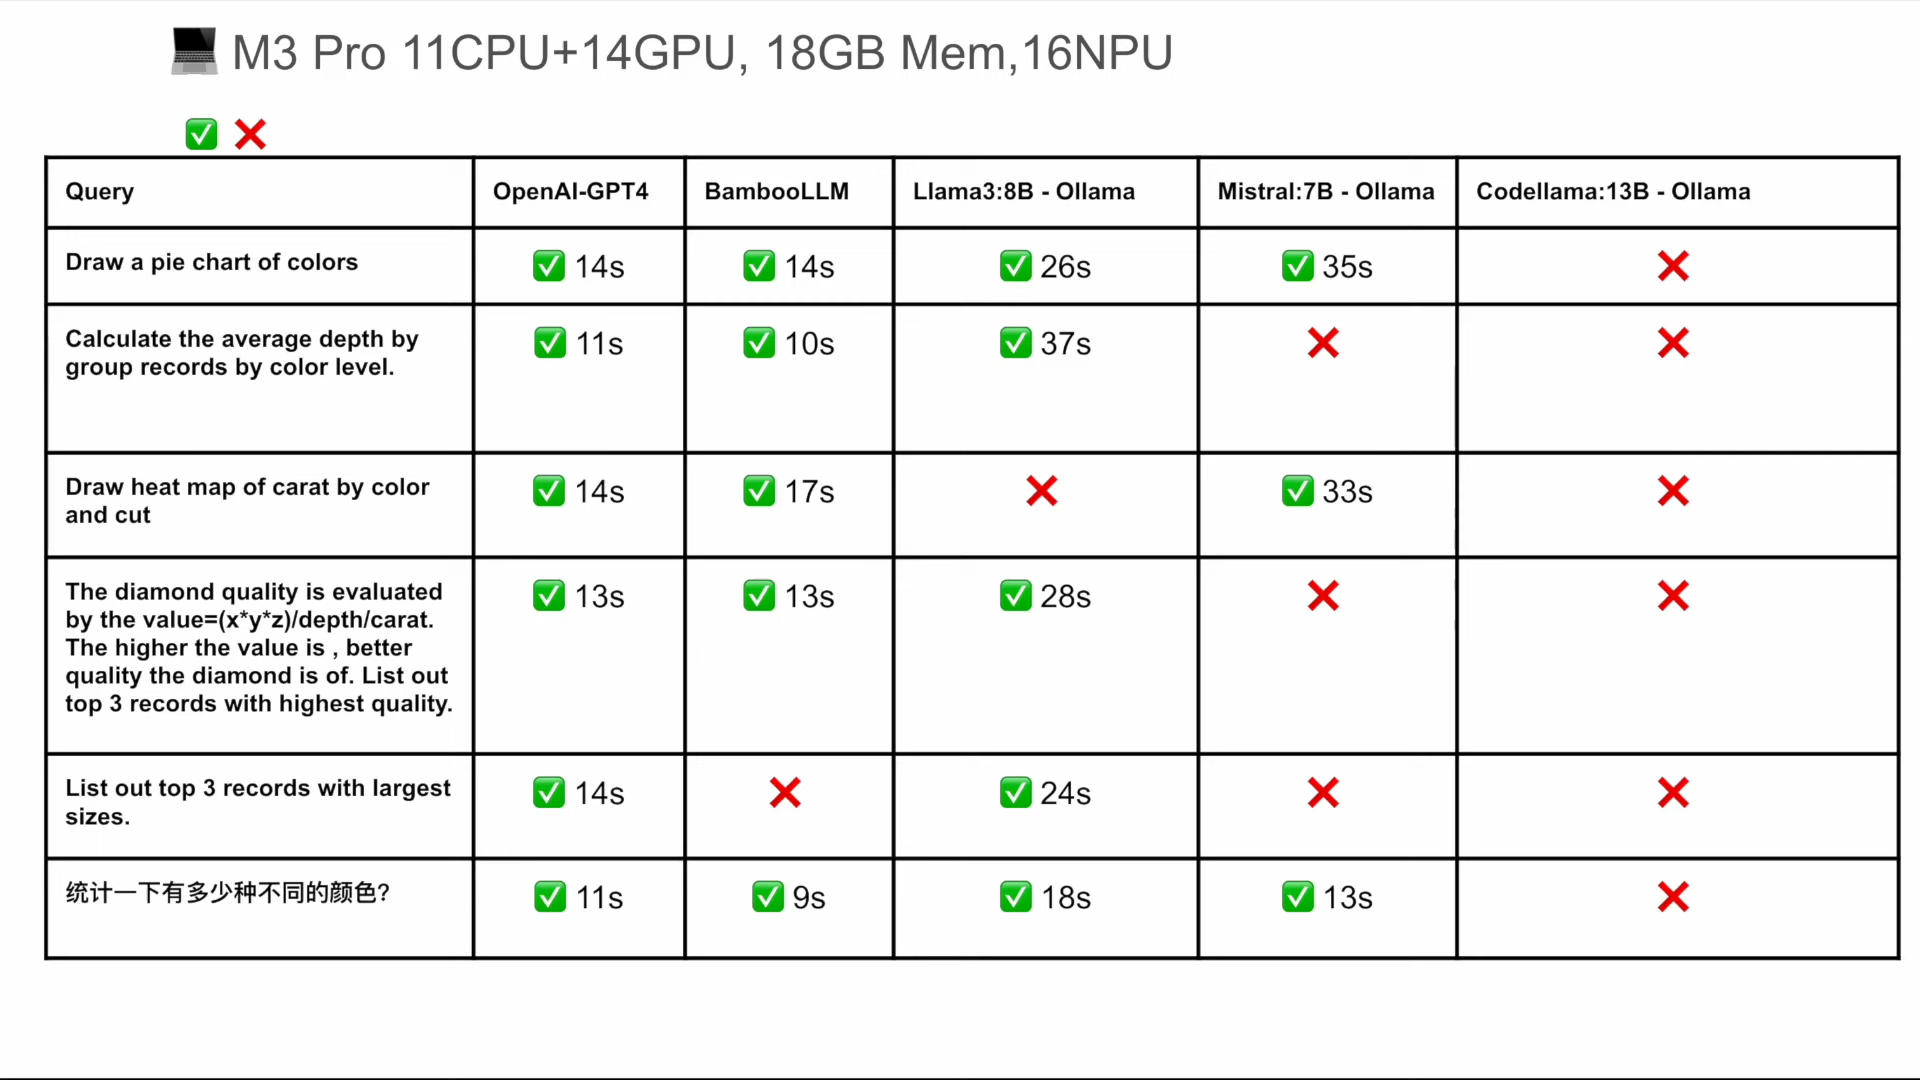 M3 Pro 11CPU+14GPU, 18GB Mem,16NPU
✅ ❌
Query
OpenAI-GPT4
BambooLLM
Llama3:8B - Ollama
Mistral:7B - Ollama
Codellama:13B - Ollama
Draw a pie chart of colors
✅ 14s
✅ 14s
✅ 26s
✅ 35s
❌
Calculate the average depth by
group records by color level.
✅ 11s
✅ 10s
✅ 37s
❌
❌
Draw heat map of carat by color
and cut
✅ 14s
✅ 17s
❌
✅ 33s
❌
The diamond quality is evaluated
by the value=(x*y*z)/depth/carat.
The higher the value is , better
quality the diamond is of. List out
top 3 records with highest quality.
✅ 13s
✅ 13s
✅ 28s
❌
❌
List out top 3 records with largest
sizes.
✅ 14s
❌
✅ 24s
❌
❌
统计一下有多少种不同的颜色?
✅ 11s
✅ 9s
✅ 18s
✅ 13s
❌